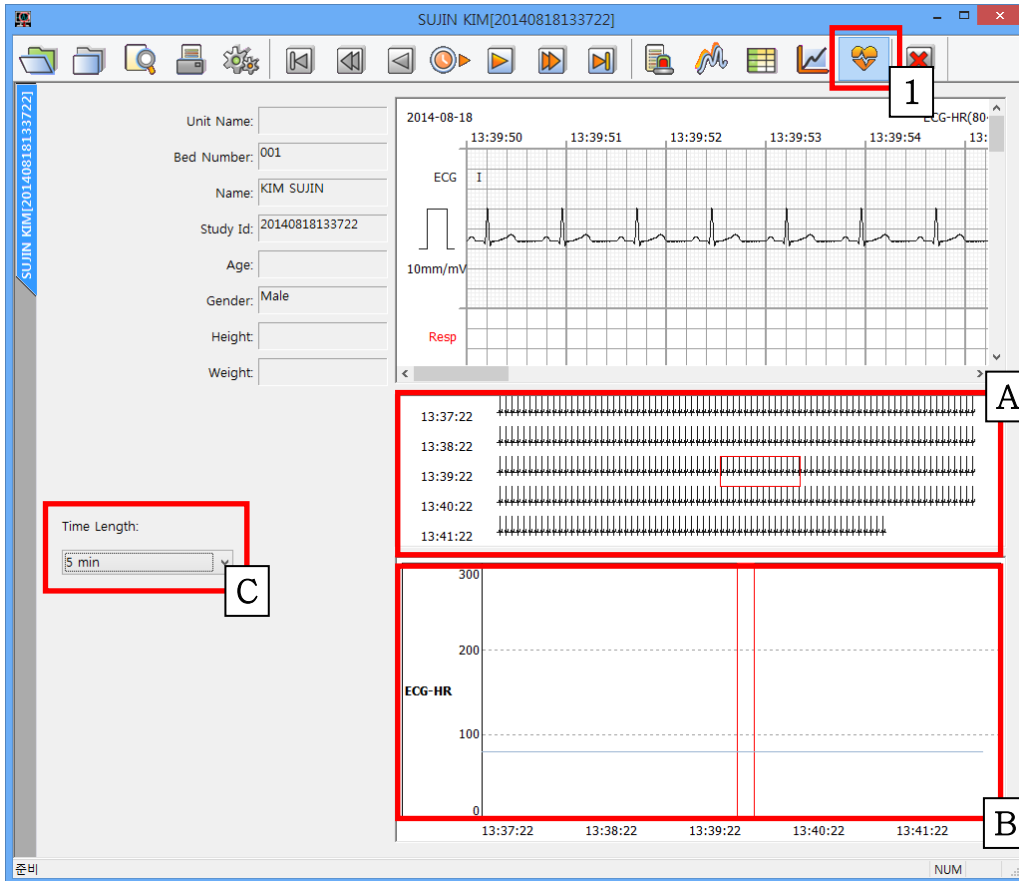 SUJIN KIM[20140818133722]
1
SUJIN KIM[20140818133722]
Unit Name:
Bed Number: 001
Name: KIM SUJIN
Study Id: 20140818133722
Age:
Gender: Male
Height:
Weight:
2014-08-18 ECG-HR(80-
13:39:50 13:39:51 13:39:52 13:39:53 13:39:54 13:
ECG I
10mm/mV
Resp
A
13:37:22
13:38:22
13:39:22
13:40:22
13:41:22
Time Length:
5 min
C
300
200
ECG-HR
100
0
B
13:37:22 13:38:22 13:39:22 13:40:22 13:41:22
준비 NUM